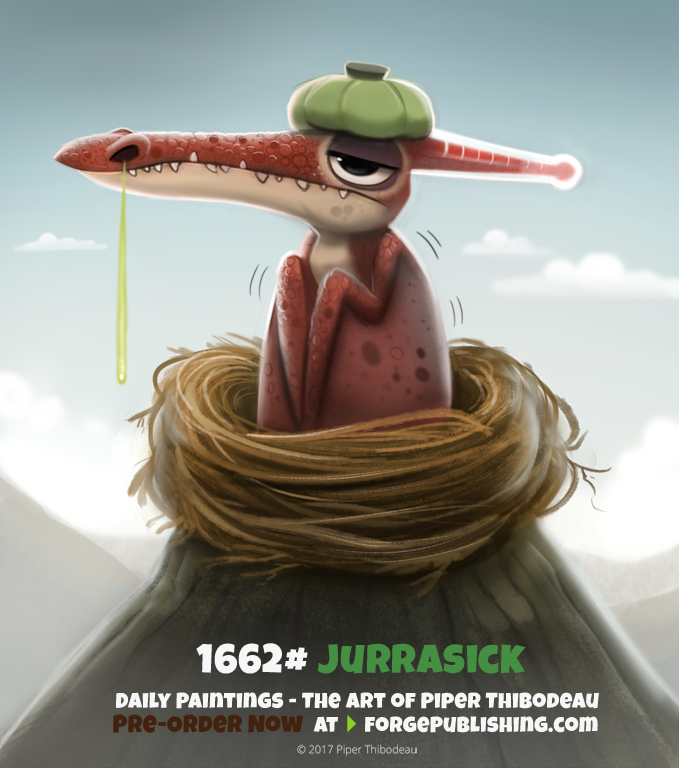 1662# JURRASICK
DAILY PAINTINGS - THE ART OF PIPER THIBODEAU
PRE-ORDER NOW AT FORGEPUBLISHING.COM
© 2017 Piper Thibodeau